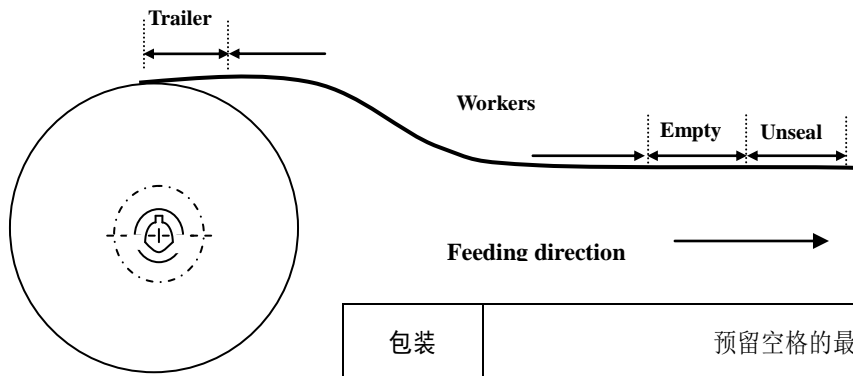 Trailer
Workers
Empty
Unseal
Feeding direction
包装
预留空格的最